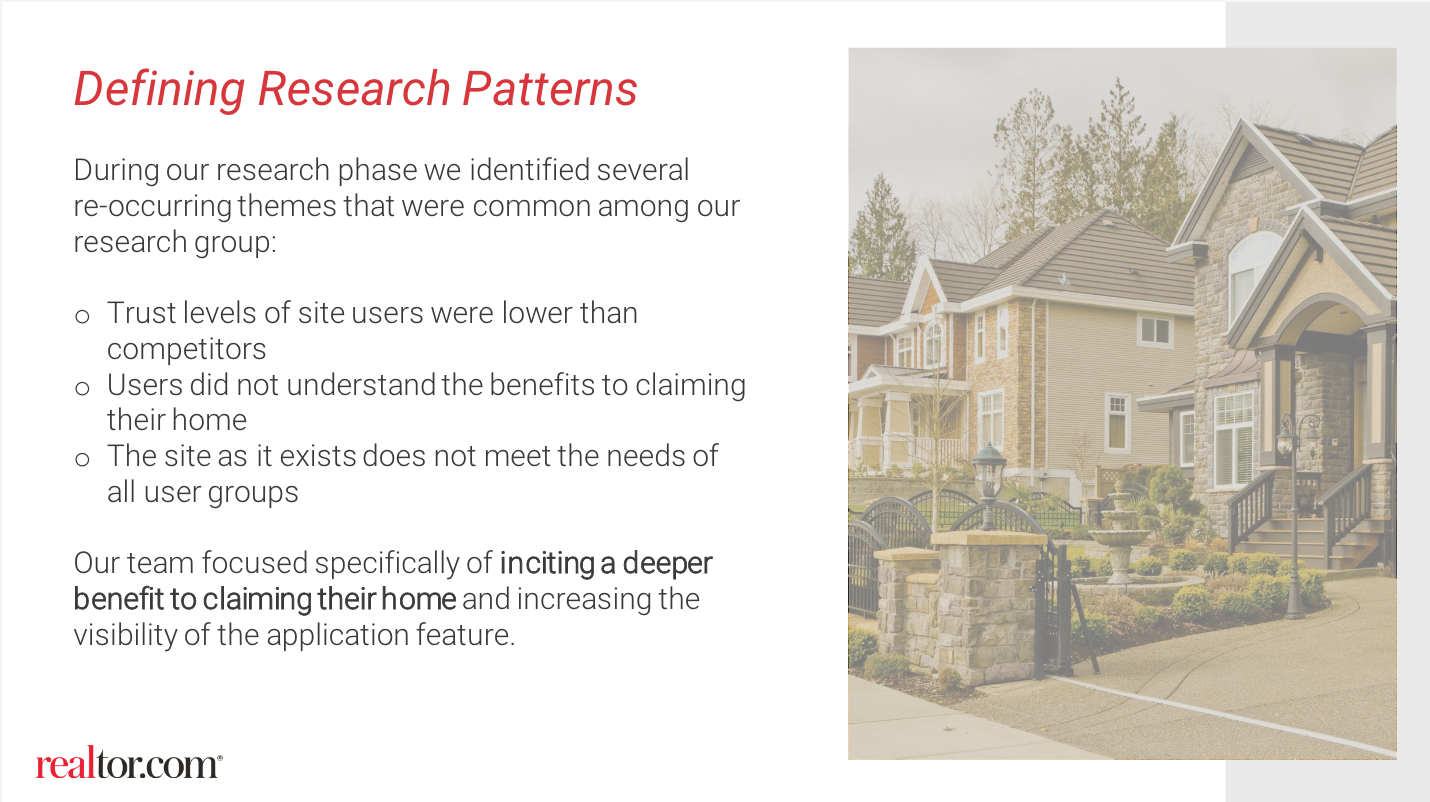 Defining Research Patterns
During our research phase we identified several
re-occurring themes that were common among our
research group:
o Trust levels of site users were lower than
competitors
o Users did not understand the benefits to claiming
their home
o The site as it exists does not meet the needs of
all user groups
Our team focused specifically of inciting a deeper
benefit to claiming their home and increasing the
visibility of the application feature.
realtor.com®